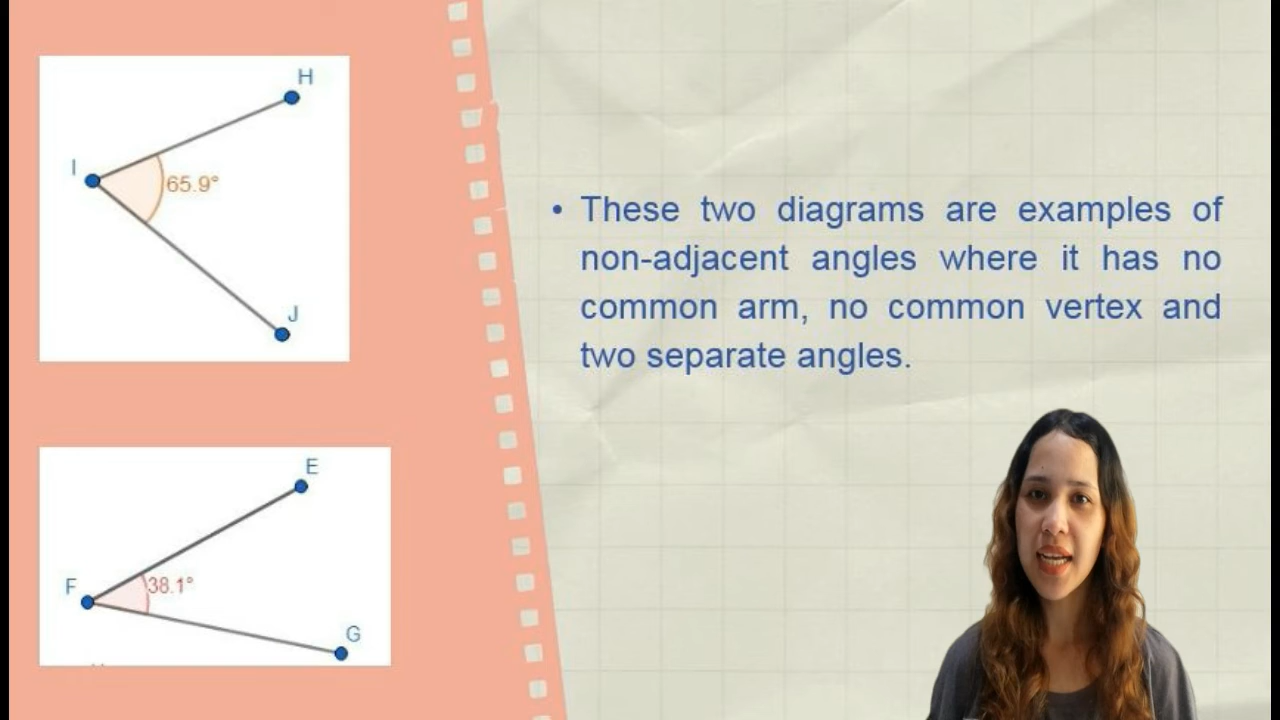 H
I
65.9°
J
E
F
38.1°
G
• These two diagrams are examples of
non-adjacent angles where it has no
common arm, no common vertex and
two separate angles.